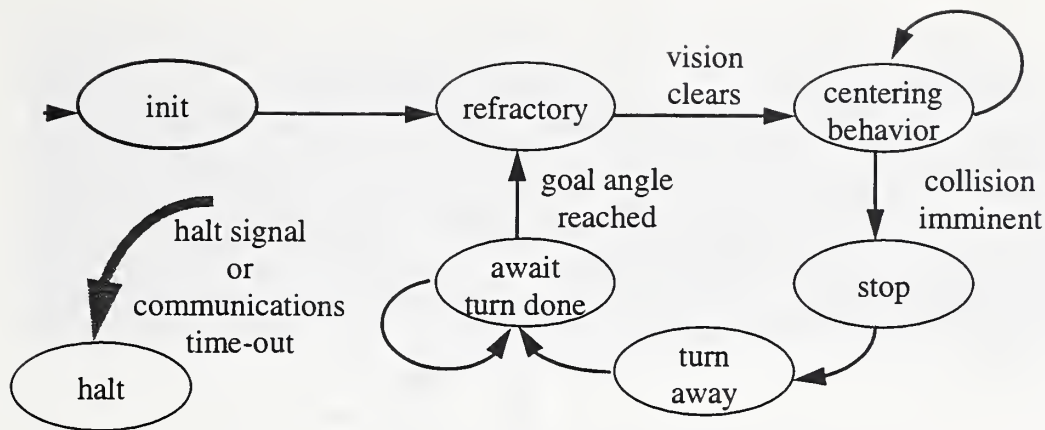 init
refractory
vision
clears
centering
behavior
goal angle
reached
collision
imminent
halt signal
or
communications
time-out
await
turn done
stop
turn
away
halt